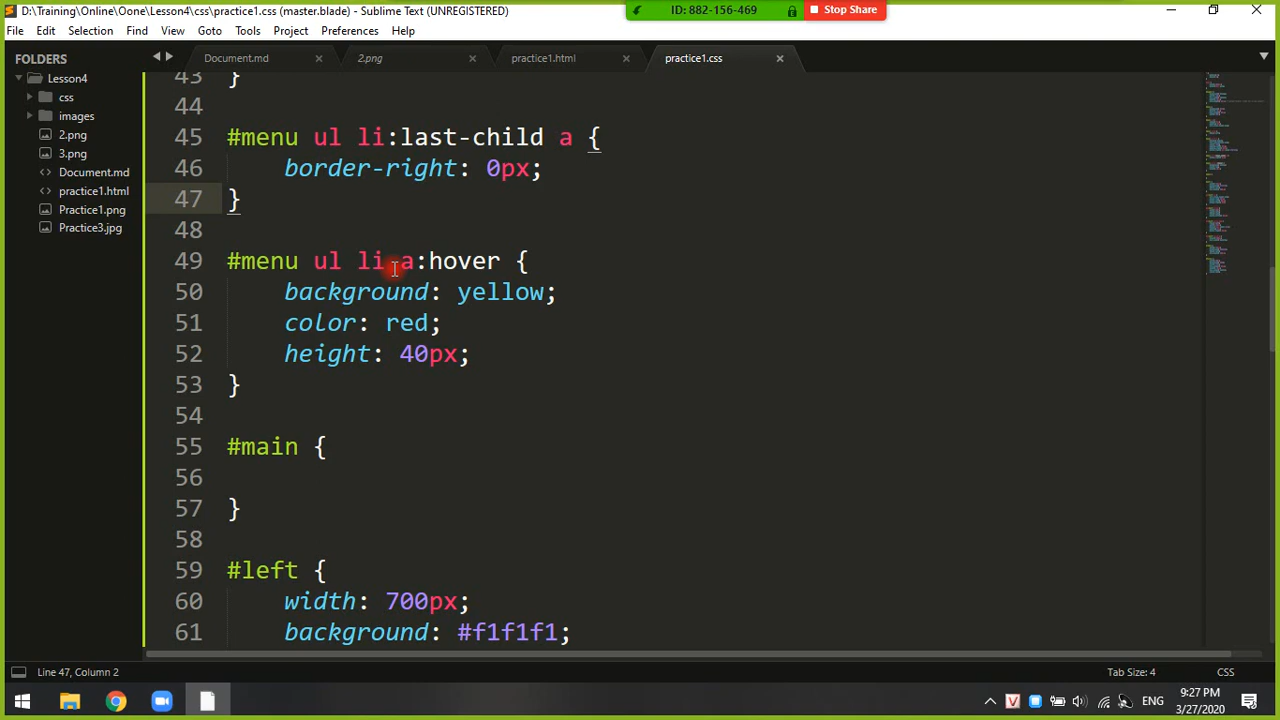 D:\Training\Online\Oone\Lesson4\css\practice1.css (master.blade) - Sublime Text (UNREGISTERED)
ID: 882-156-469
Stop Share
File Edit Selection Find View Goto Tools Project Preferences Help
FOLDERS
Lesson4
css
images
2.png
3.png
Document.md
practice1.html
Practice1.png
Practice3.jpg
Document.md
2.png
practice1.html
practice1.css
43 }
44
45 #menu ul li:last-child a {
46 border-right: 0px;
47 }
48
49 #menu ul li a:hover {
50 background: yellow;
51 color: red;
52 height: 40px;
53 }
54
55 #main {
56
57 }
58
59 #left {
60 width: 700px;
61 background: #f1f1f1;
Line 47, Column 2
Tab Size: 4
CSS
ENG
9:27 PM
3/27/2020